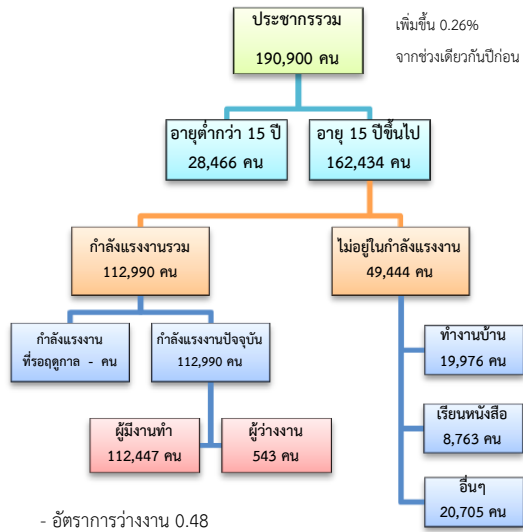 ประชากรรวม
190,900 คน
เพิ่มขึ้น 0.26%
จากช่วงเดียวกันปีก่อน
อายุต่ำกว่า 15 ปี
28,466 คน
อายุ 15 ปีขึ้นไป
162,434 คน
กำลังแรงงานรวม
112,990 คน
ไม่อยู่ในกำลังแรงงาน
49,444 คน
กำลังแรงงาน
ที่รอฤดูกาล - คน
กำลังแรงงานปัจจุบัน
112,990 คน
ทำงานบ้าน
19,976 คน
ผู้มีงานทำ
112,447 คน
ผู้ว่างงาน
543 คน
เรียนหนังสือ
8,763 คน
อื่นๆ
20,705 คน
- อัตราการว่างงาน 0.48